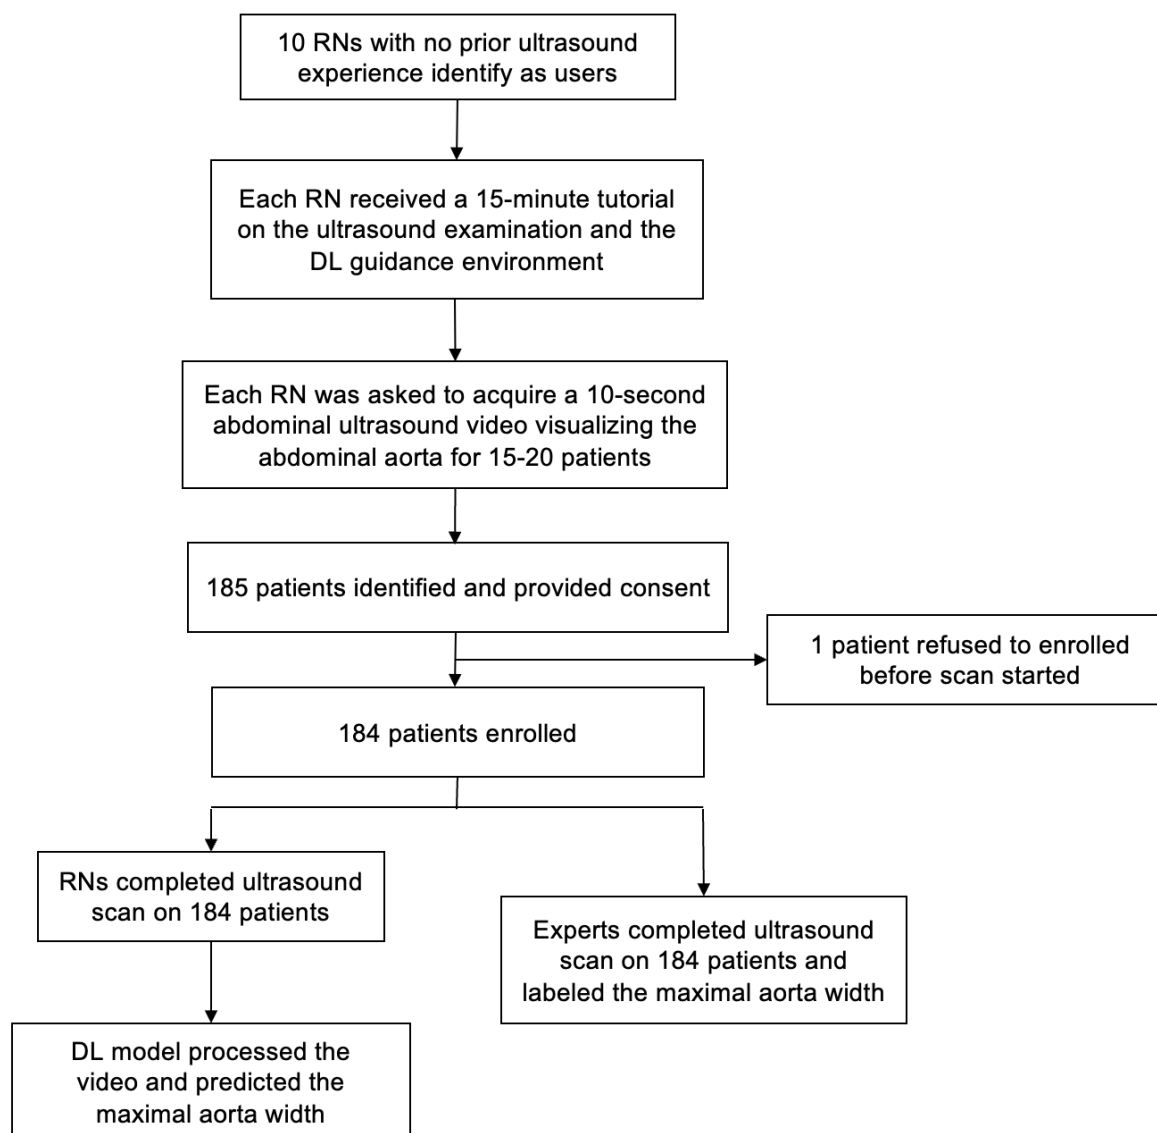 10 RNs with no prior ultrasound
experience identify as users
Each RN received a 15-minute tutorial
on the ultrasound examination and the
DL guidance environment
Each RN was asked to acquire a 10-second
abdominal ultrasound video visualizing the
abdominal aorta for 15-20 patients
185 patients identified and provided consent
1 patient refused to enrolled
before scan started
184 patients enrolled
RNs completed ultrasound
scan on 184 patients
Experts completed ultrasound
scan on 184 patients and
labeled the maximal aorta width
DL model processed the
video and predicted the
maximal aorta width